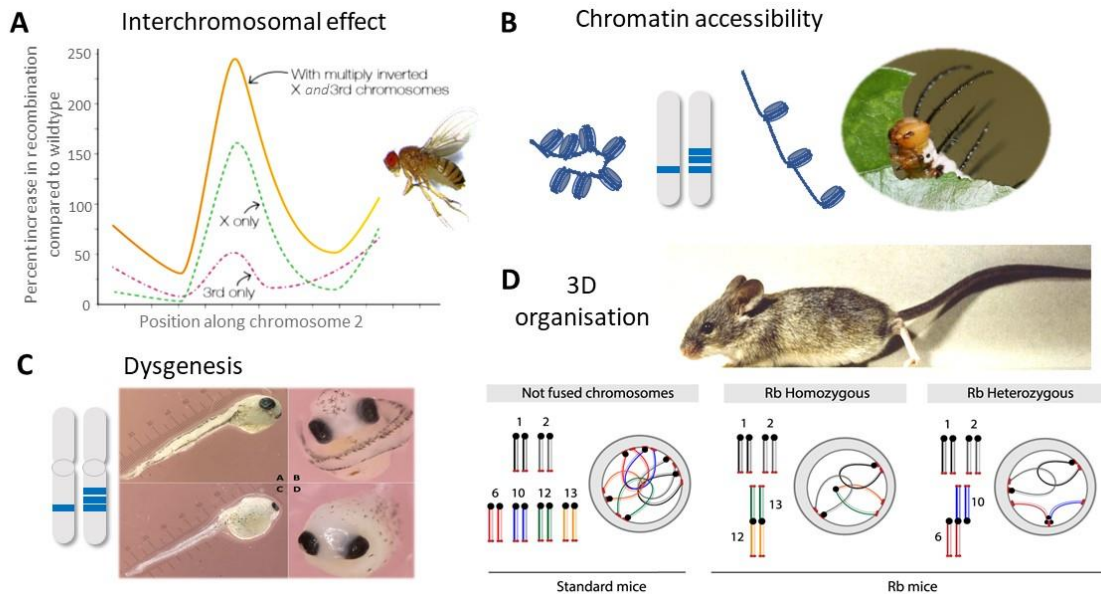 A
Interchromosomal effect
Percent increase in recombination
compared to wildtype
250
200
150
100
50
0
With multiply inverted
X and 3rd chromosomes
X only
3rd only
Position along chromosome 2
B
Chromatin accessibility
C
Dysgenesis
A
B
C
D
D
3D
organisation
Not fused chromosomes
1 2
6 10 12 13
Rb Homozygous
1 2
13
12
Rb Heterozygous
1 2
10
6
Standard mice
Rb mice